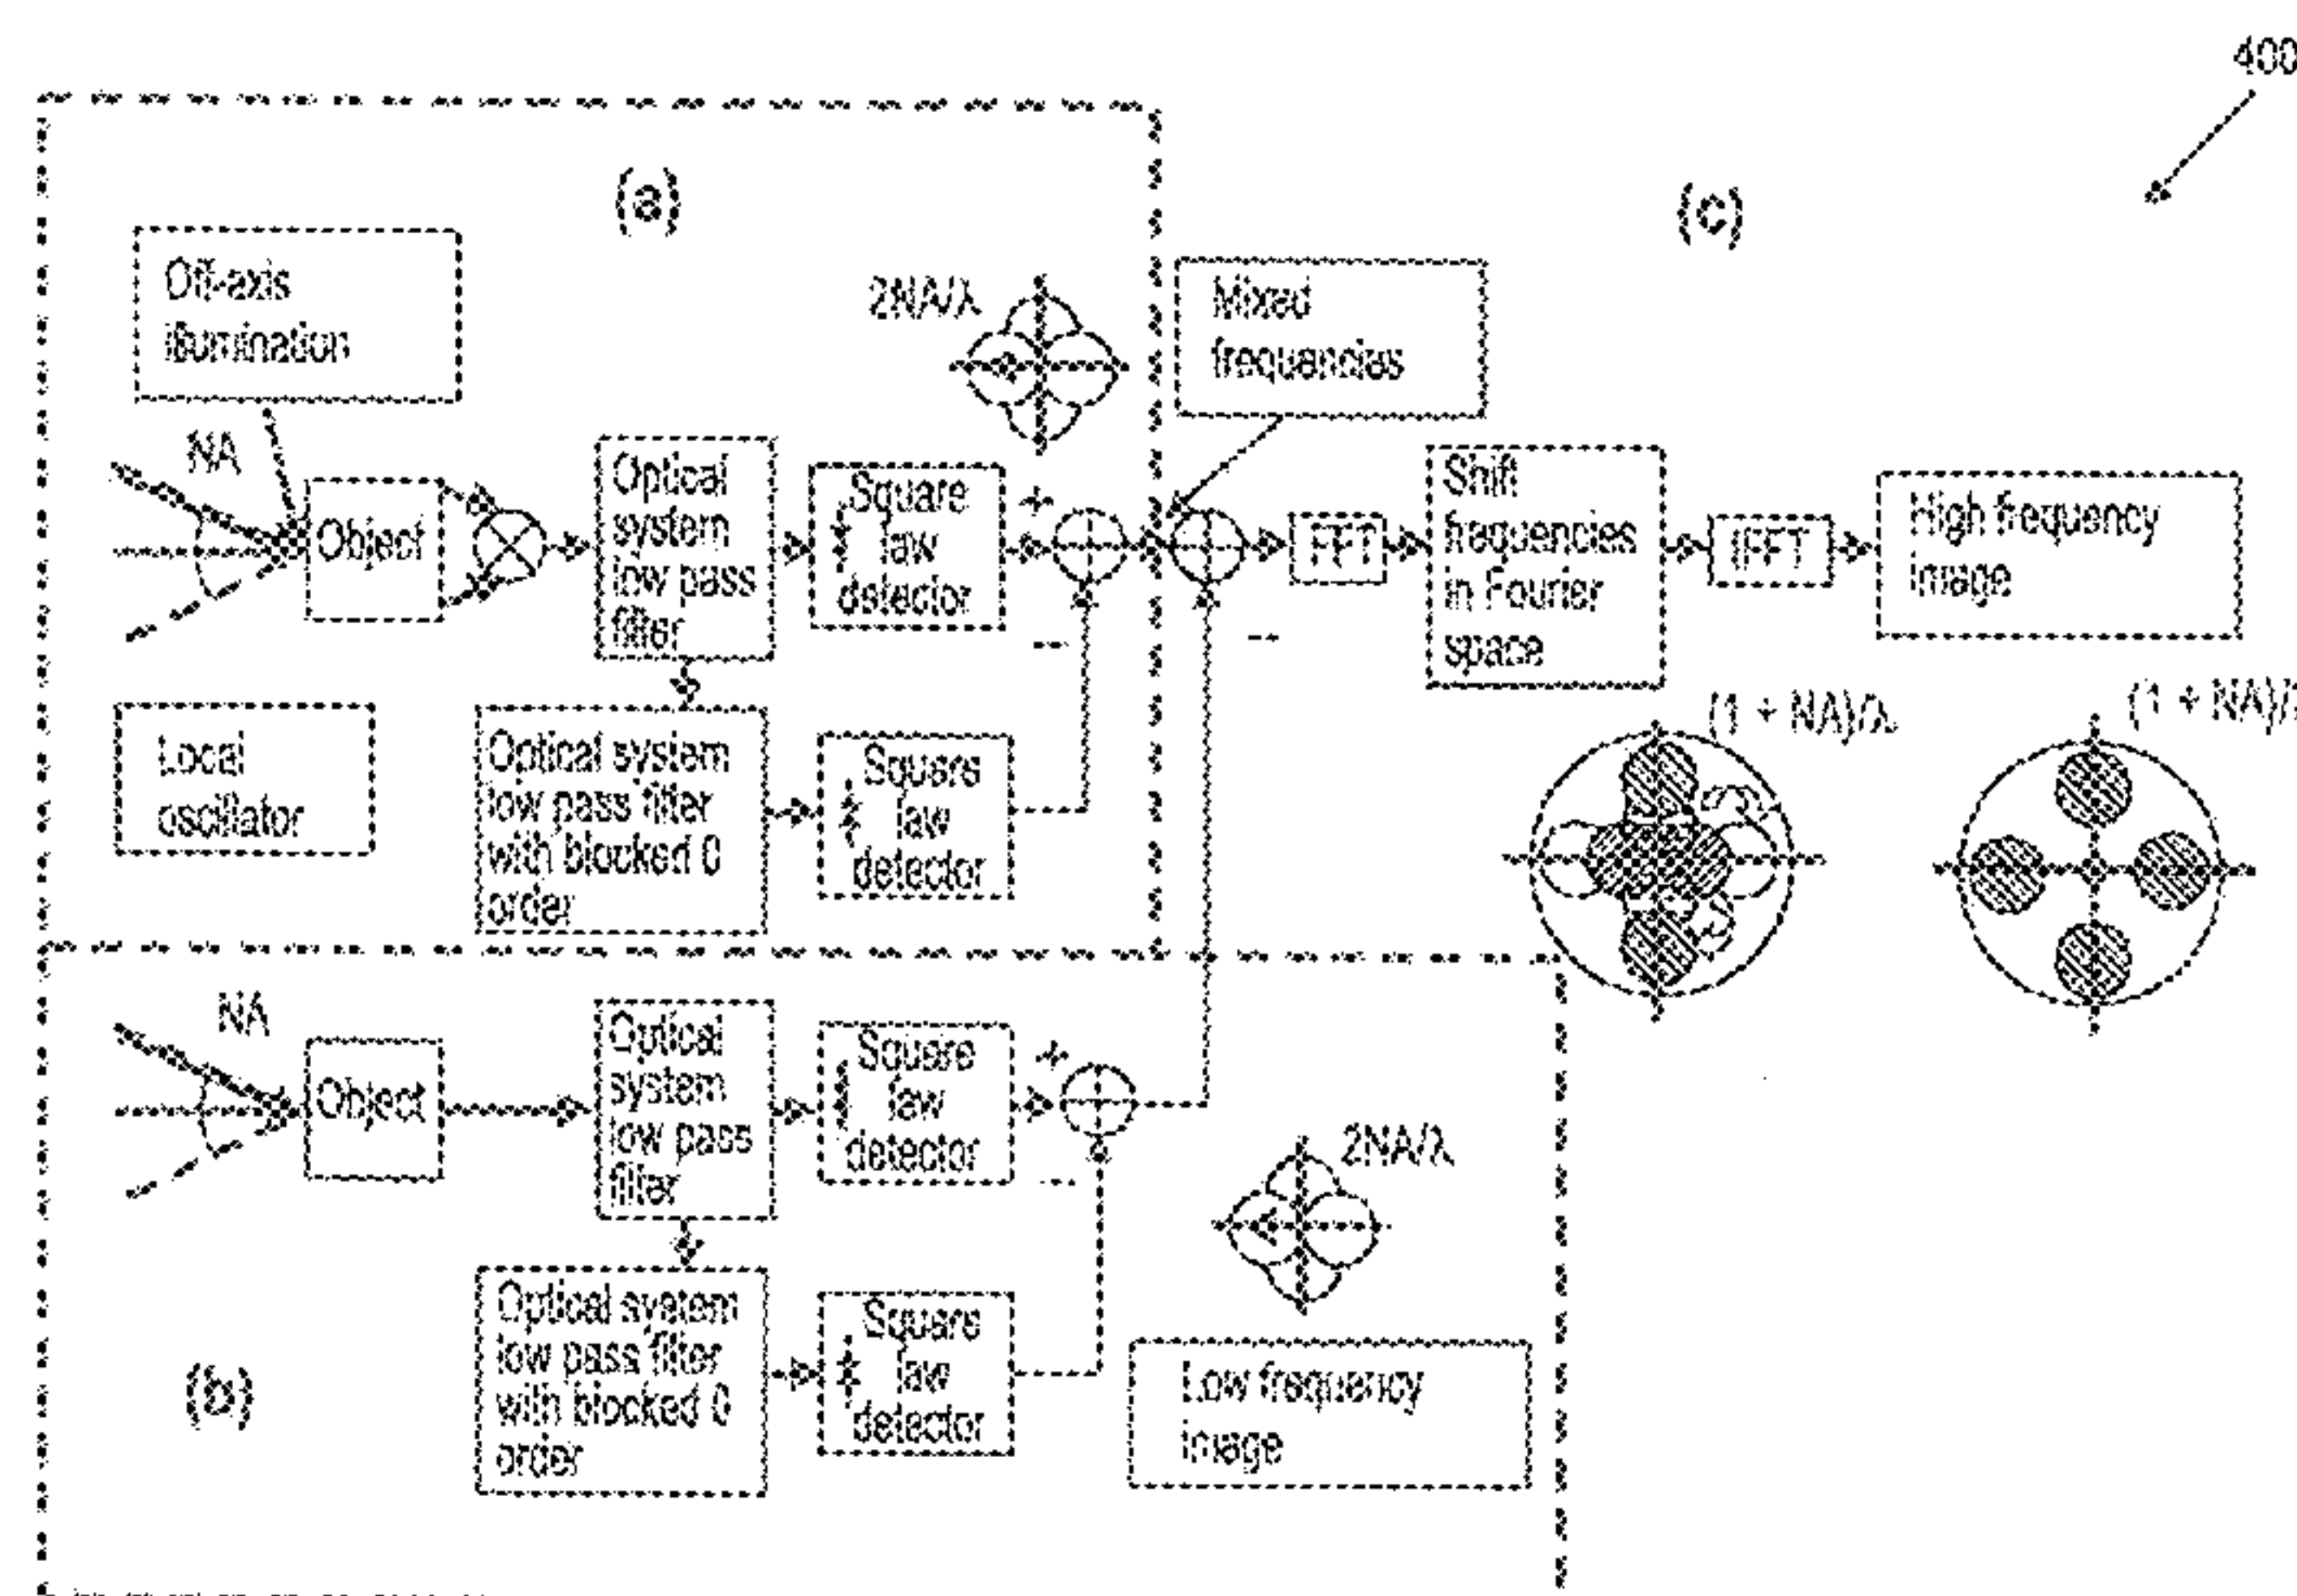 400
(a)
(c)
Off-axis
illumination
2NA/λ
Mixed
frequencies
NA
Object
Optical
system
low pass
filter
Square
law
detector
+
−
−
FFT
Shift
frequencies
in Fourier
space
IFFT
High frequency
image
Local
oscillator
Optical system
low pass filter
with blocked 0
order
Square
law
detector
(1 + NA)/λ
(1 + NA)/
NA
Object
Optical
system
low pass
filter
Square
law
detector
+
−
2NA/λ
(b)
Optical system
low pass filter
with blocked 0
order
Square
law
detector
Low frequency
image